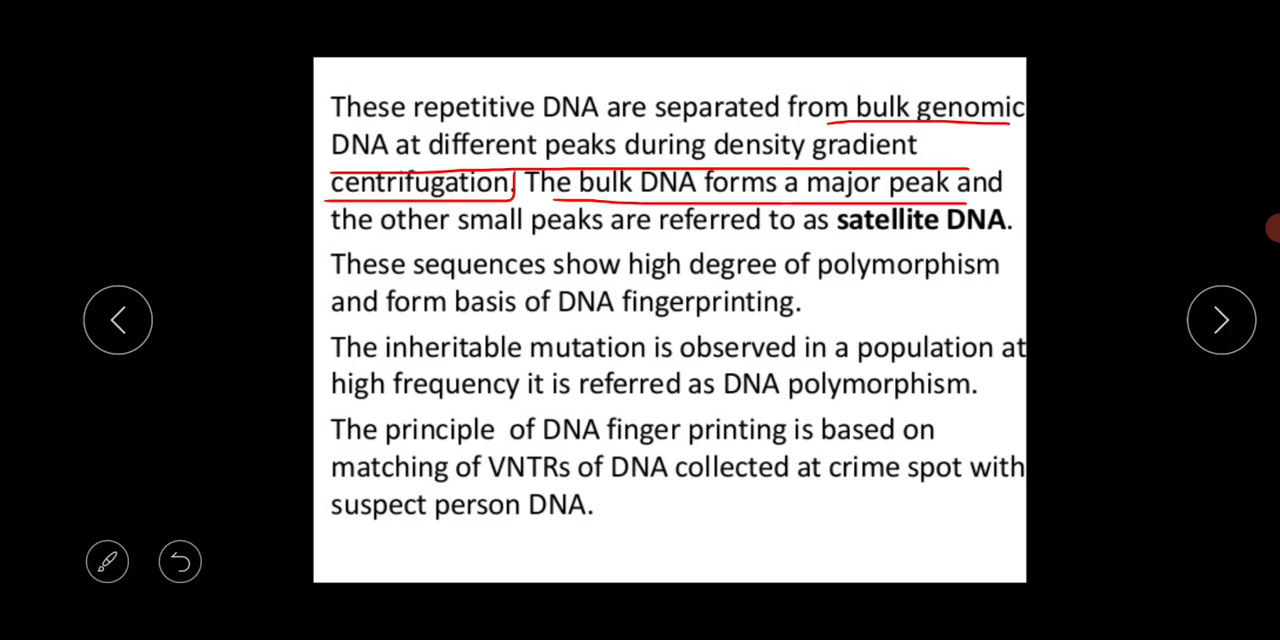 These repetitive DNA are separated from bulk genomic
DNA at different peaks during density gradient
centrifugation. The bulk DNA forms a major peak and
the other small peaks are referred to as satellite DNA.
These sequences show high degree of polymorphism
and form basis of DNA fingerprinting.
The inheritable mutation is observed in a population at
high frequency it is referred as DNA polymorphism.
The principle  of DNA finger printing is based on
matching of VNTRs of DNA collected at crime spot with
suspect person DNA.